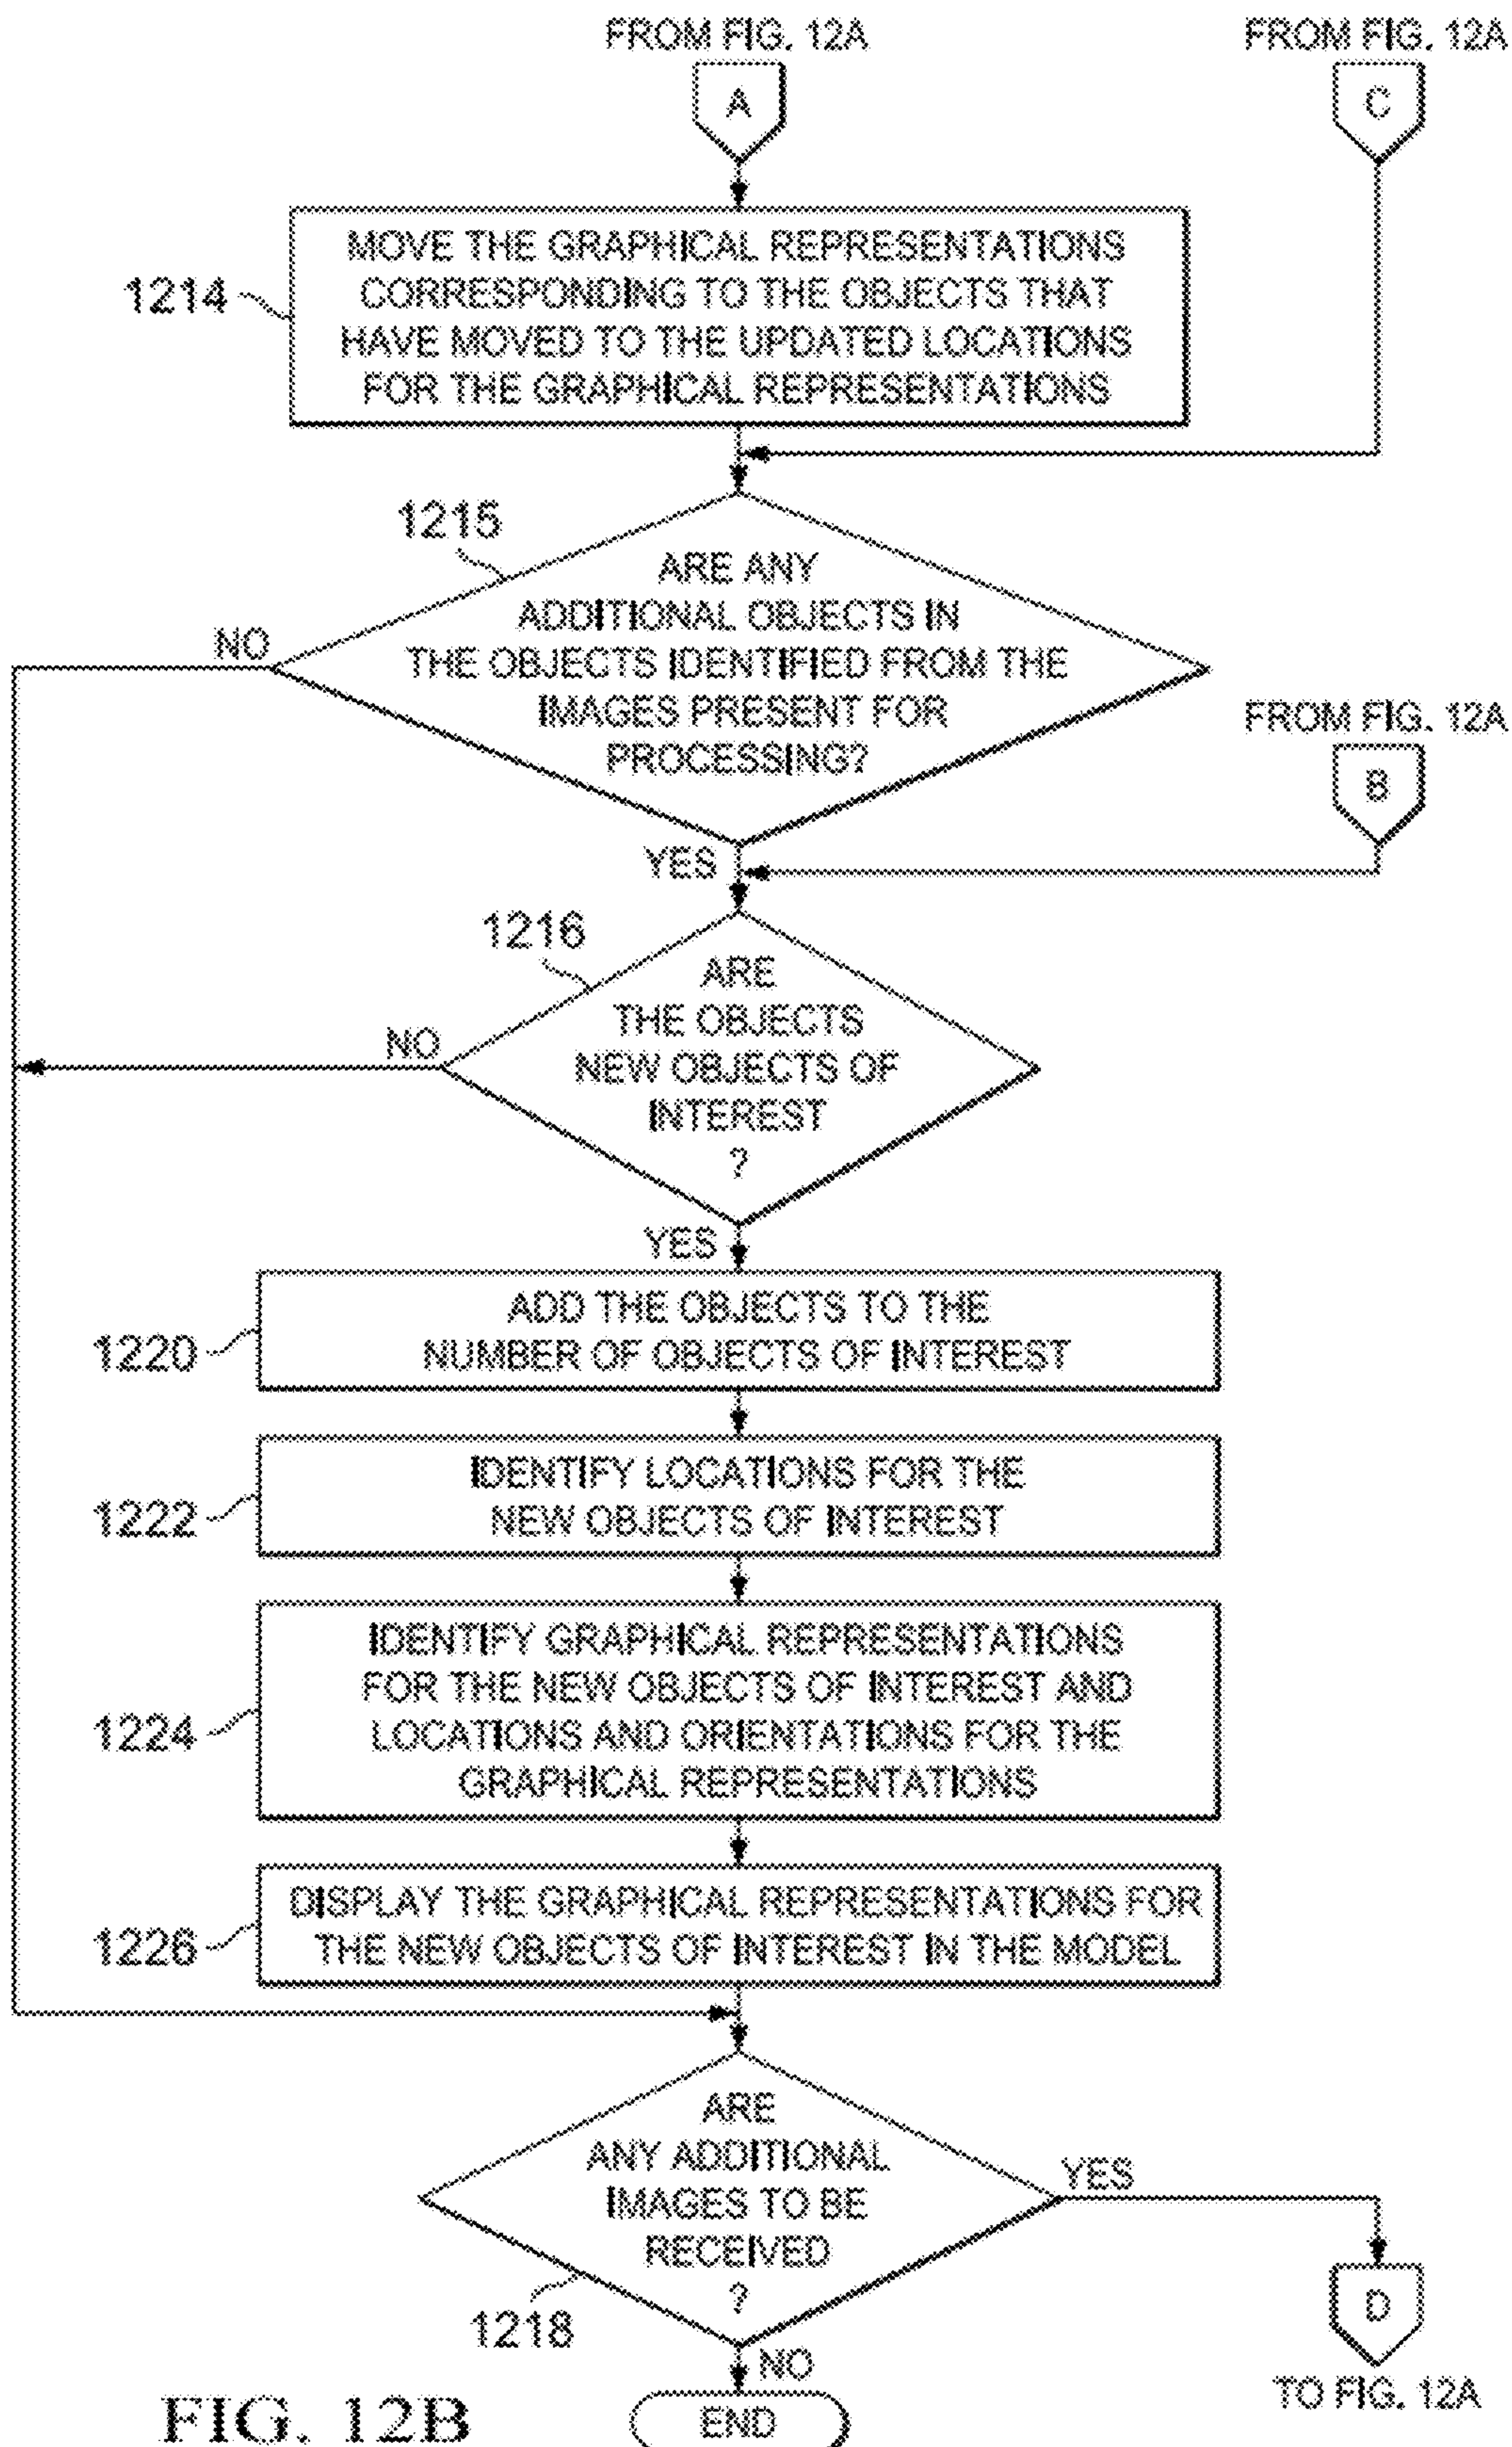 FROM FIG. 12A
A
FROM FIG. 12A
C
1214
MOVE THE GRAPHICAL REPRESENTATIONS
CORRESPONDING TO THE OBJECTS THAT
HAVE MOVED TO THE UPDATED LOCATIONS
FOR THE GRAPHICAL REPRESENTATIONS
1215
ARE ANY
ADDITIONAL OBJECTS IN
THE OBJECTS IDENTIFIED FROM THE
IMAGES PRESENT FOR
PROCESSING?
NO
YES
FROM FIG. 12A
B
1216
ARE
THE OBJECTS
NEW OBJECTS OF
INTEREST
?
NO
YES
1220
ADD THE OBJECTS TO THE
NUMBER OF OBJECTS OF INTEREST
1222
IDENTIFY LOCATIONS FOR THE
NEW OBJECTS OF INTEREST
1224
IDENTIFY GRAPHICAL REPRESENTATIONS
FOR THE NEW OBJECTS OF INTEREST AND
LOCATIONS AND ORIENTATIONS FOR THE
GRAPHICAL REPRESENTATIONS
1226
DISPLAY THE GRAPHICAL REPRESENTATIONS FOR
THE NEW OBJECTS OF INTEREST IN THE MODEL
ARE
ANY ADDITIONAL
IMAGES TO BE
RECEIVED
?
1218
YES
D
TO FIG. 12A
NO
END
FIG. 12B